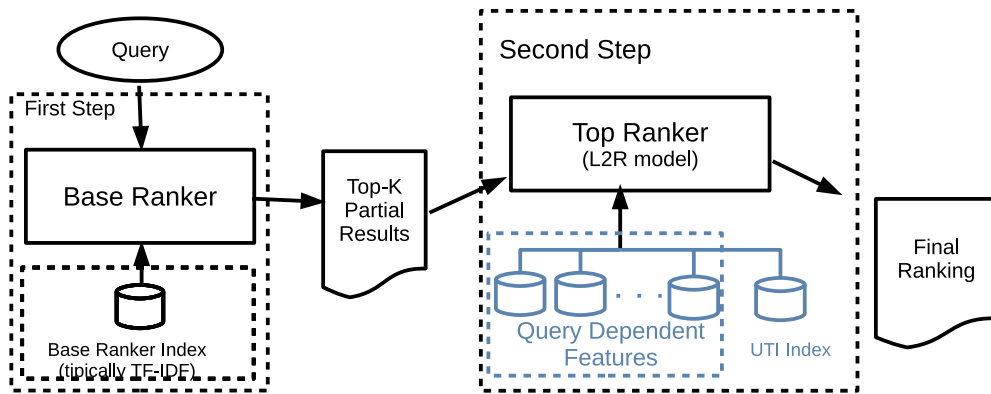 Query
First Step
Base Ranker
Base Ranker Index
(tipically TF-IDF)
Top-K
Partial
Results
Second Step
Top Ranker
(L2R model)
. . .
Query Dependent
Features
UTI Index
Final
Ranking